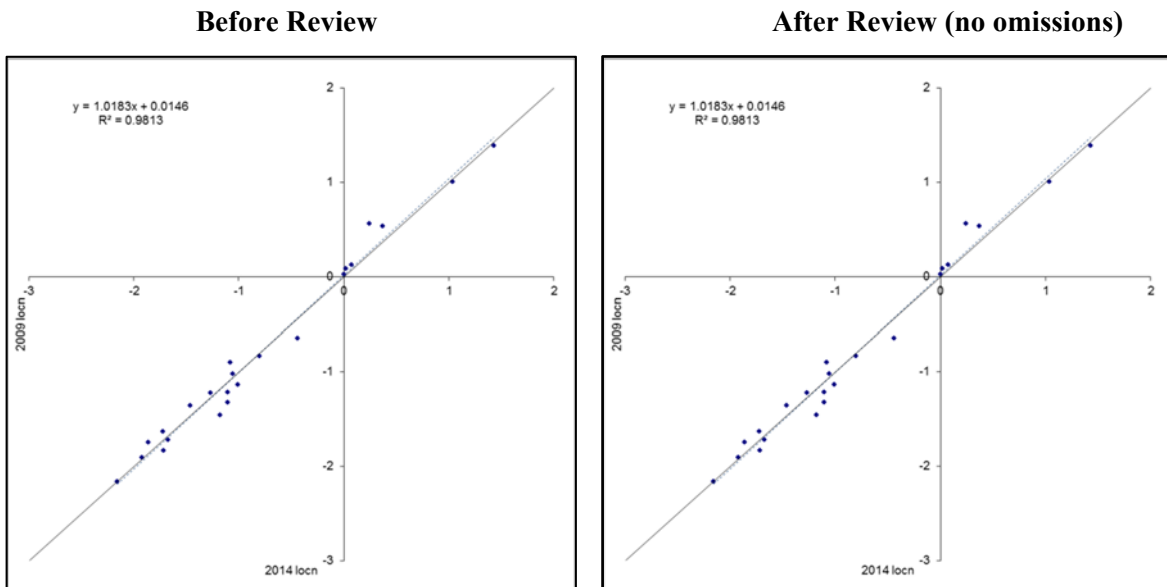 Before Review
y = 1.0183x + 0.0146
R² = 0.9813
2
1
0
-3
-2
-1
0
1
2
-1
-2
-3
2009 locn
2014 locn
After Review (no omissions)
y = 1.0183x + 0.0146
R² = 0.9813
2
1
0
-3
-2
-1
0
1
2
-1
-2
-3
2009 locn
2014 locn